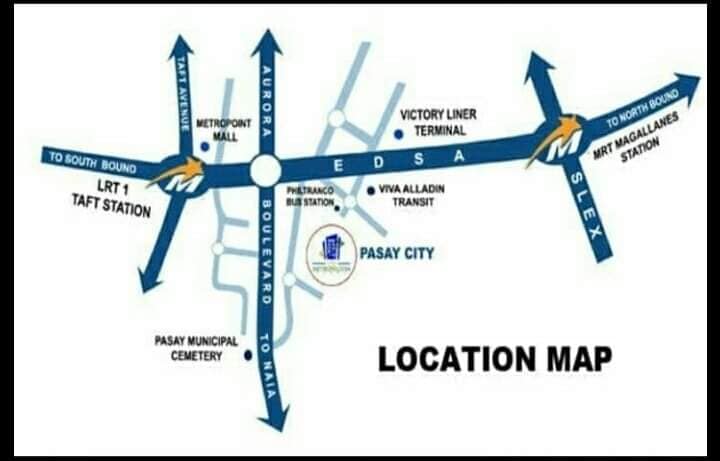 TAFT AVENUE
AURORA
BOULEVARD
TO NAIA
METROPOINT
MALL
VICTORY LINER
TERMINAL
TO NORTH BOUND
MRT MAGALLANES
STATION
TO SOUTH BOUND
M
M
EDSA
LRT 1
TAFT STATION
PHILTRANCO
BUS STATION
VIVA ALLADIN
TRANSIT
SLEX
PASAY CITY
PASAY MUNICIPAL
CEMETERY
LOCATION MAP